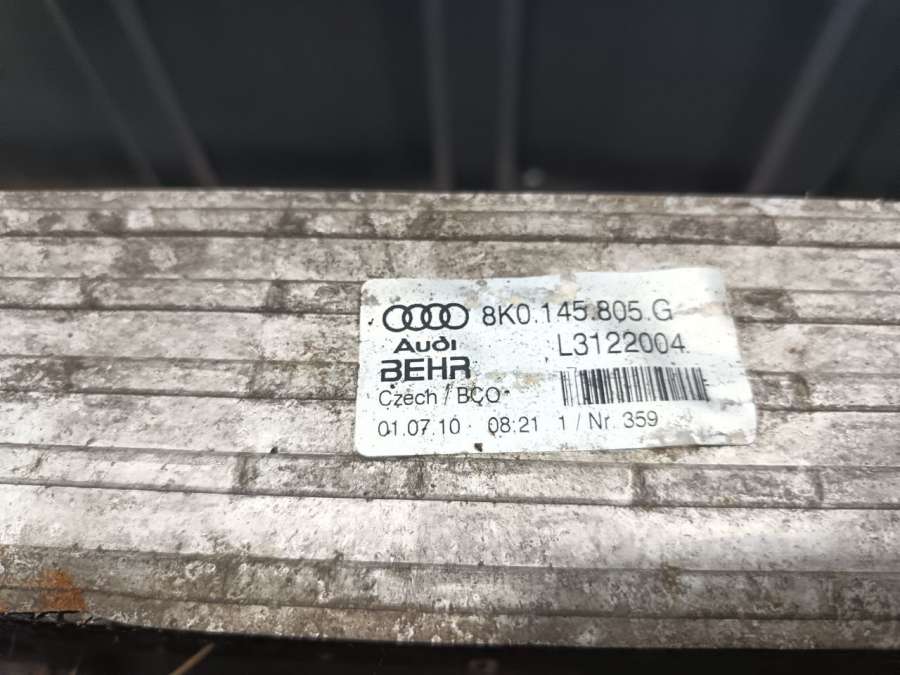 8K0.145.805.G
Audi L3122004
BEHR
Czech / BCO
01.07.10 08:21 1 / Nr. 359